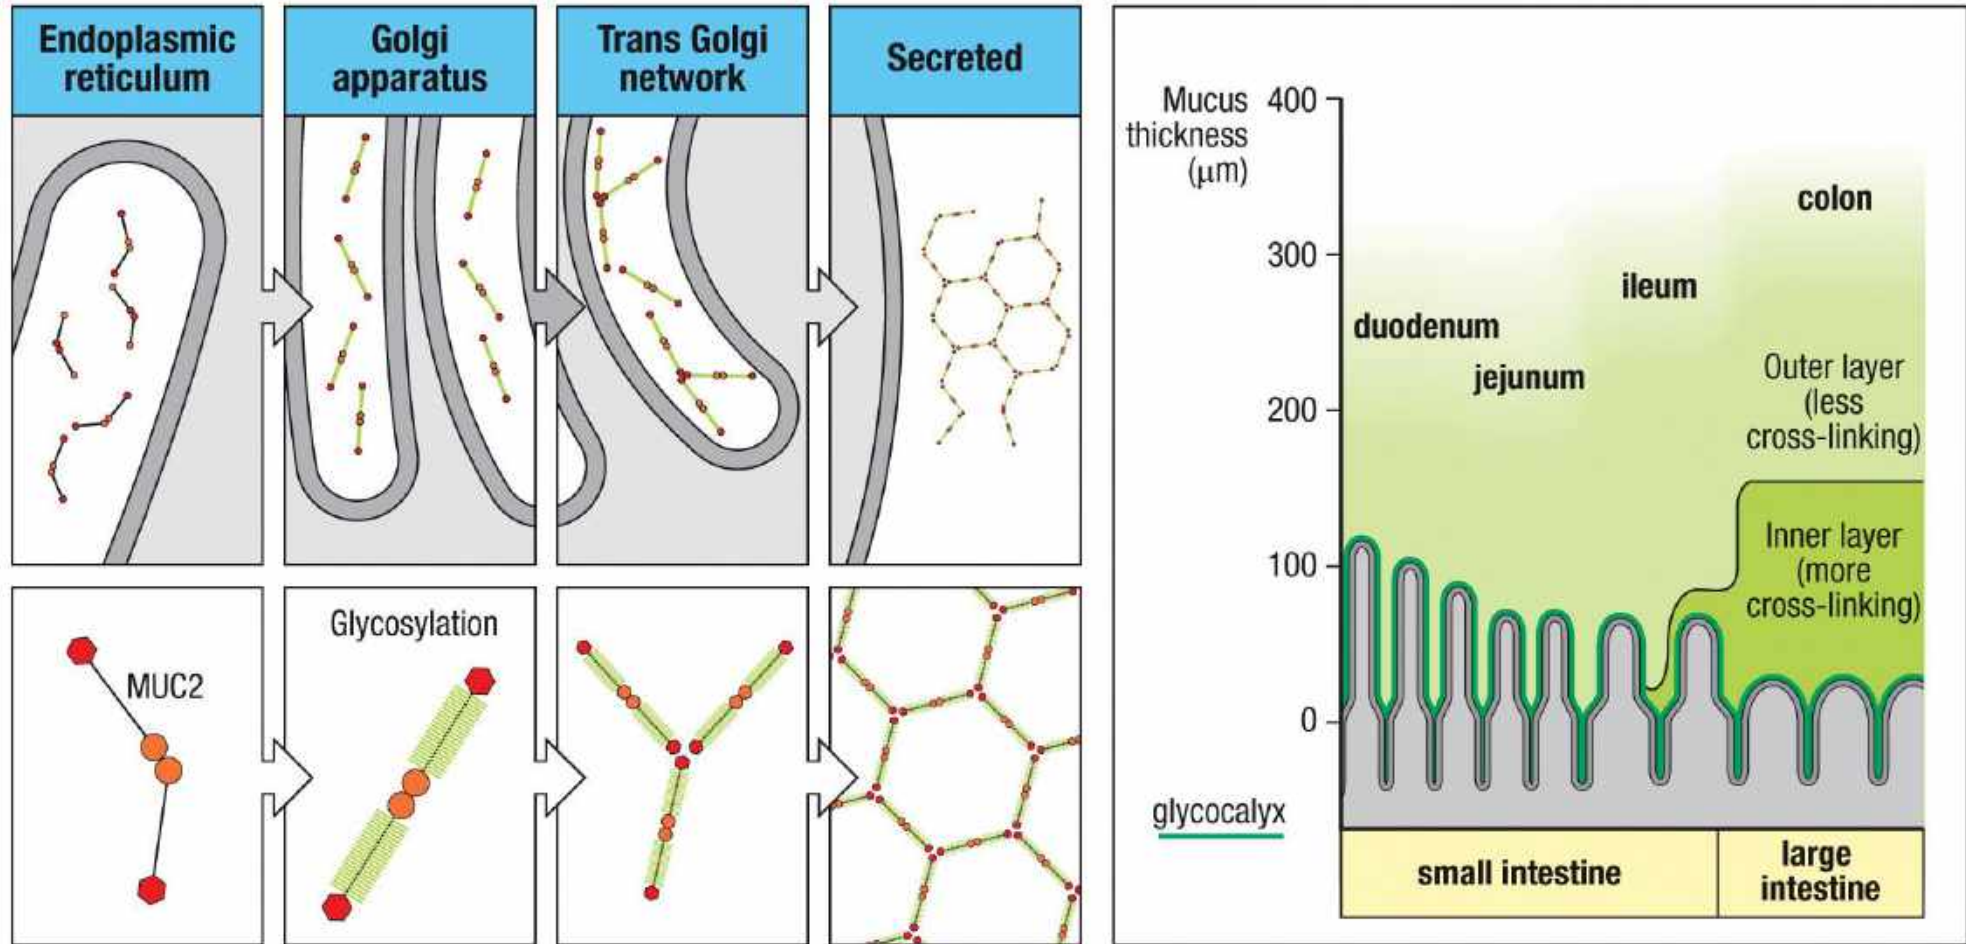 Endoplasmic
reticulum
Golgi
apparatus
Trans Golgi
network
Secreted
MUC2
Glycosylation
Mucus
thickness
(μm)
400
300
200
100
0
duodenum
jejunum
ileum
colon
Outer layer
(less
cross-linking)
Inner layer
(more
cross-linking)
glycocalyx
small intestine
large
intestine